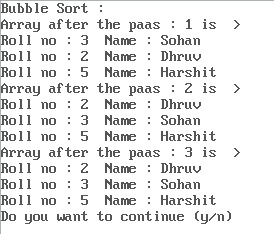 Bubble Sort :
Array after the paas : 1 is  >
Roll no : 3  Name : Sohan
Roll no : 2  Name : Dhruv
Roll no : 5  Name : Harshit
Array after the paas : 2 is  >
Roll no : 2  Name : Dhruv
Roll no : 3  Name : Sohan
Roll no : 5  Name : Harshit
Array after the paas : 3 is  >
Roll no : 2  Name : Dhruv
Roll no : 3  Name : Sohan
Roll no : 5  Name : Harshit
Do you want to continue (y/n)